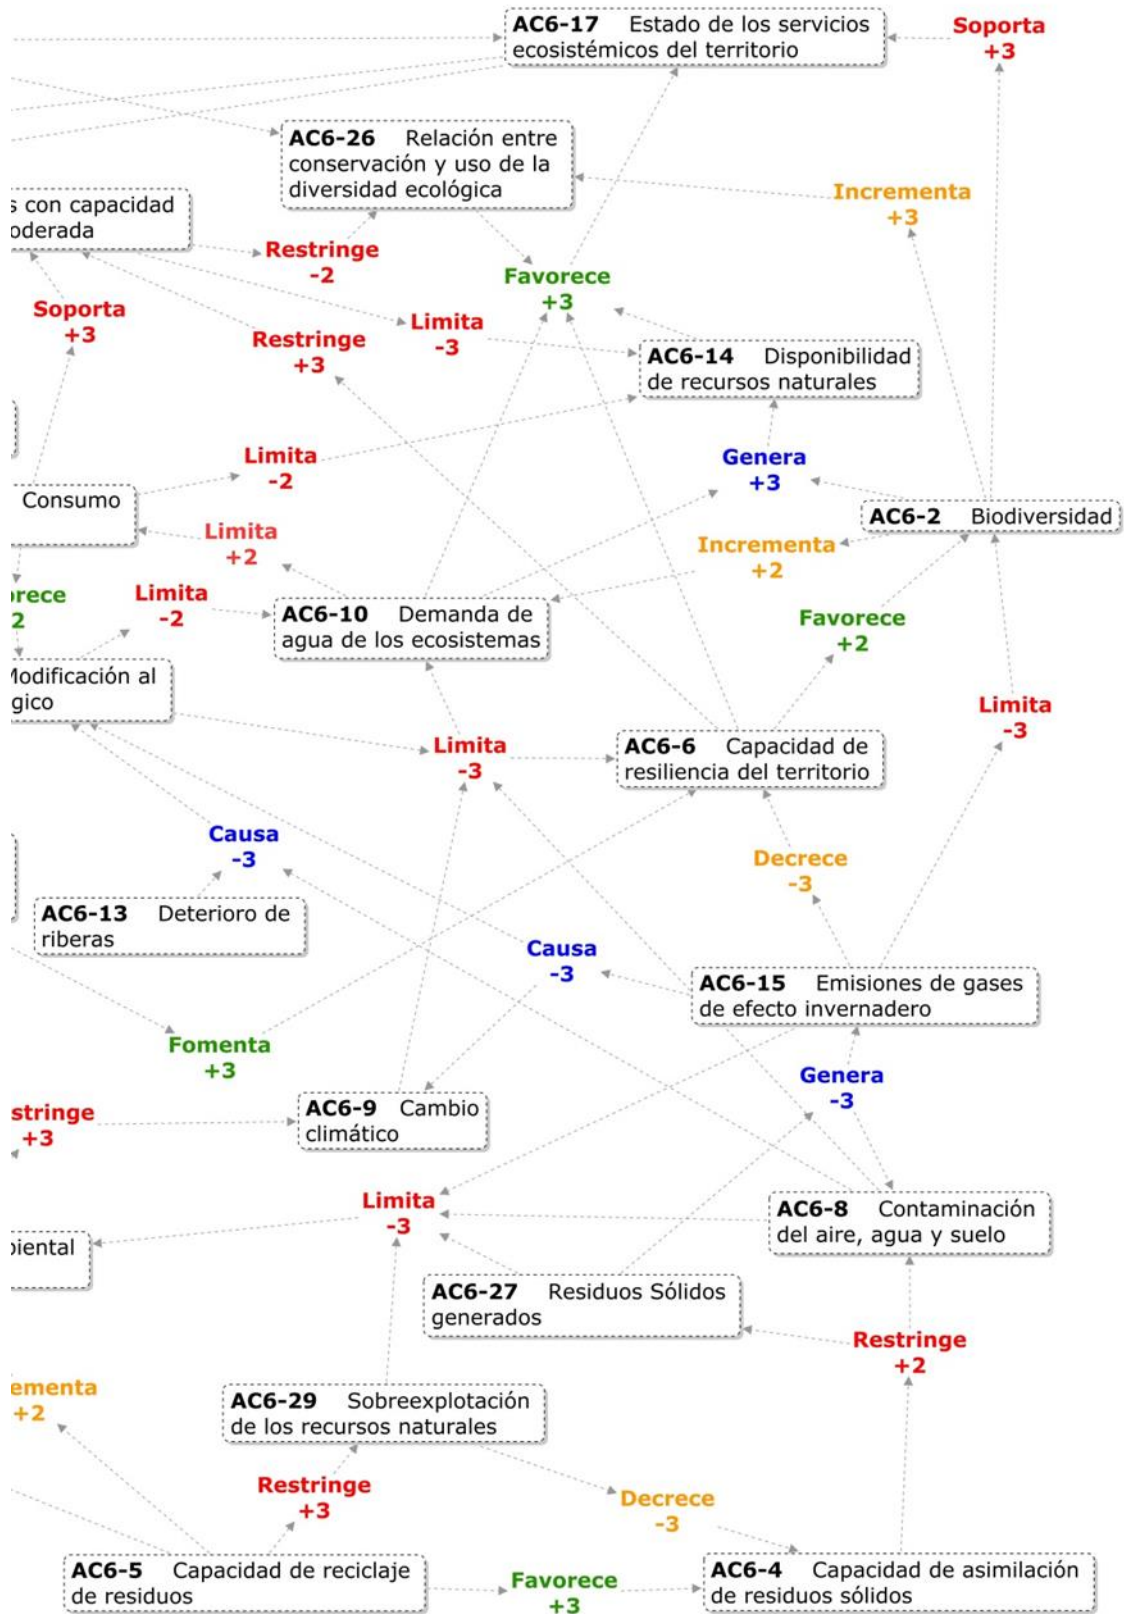 AC6-17 Estado de los servicios
ecosistémicos del territorio
Soporta
+3
AC6-26 Relación entre
conservación y uso de la
diversidad ecológica
Incrementa
+3
s con capacidad
oderada
Restringe
-2
Favorece
+3
Soporta
+3
Limita
-3
Restringe
+3
AC6-14 Disponibilidad
de recursos naturales
Limita
-2
Genera
+3
Consumo
AC6-2 Biodiversidad
Limita
+2
Incrementa
+2
orece
2
Limita
-2
AC6-10 Demanda de
agua de los ecosistemas
Favorece
+2
Modificación al
gico
Limita
-3
Limita
-3
AC6-6 Capacidad de
resiliencia del territorio
Causa
-3
Decrece
-3
AC6-13 Deterioro de
riberas
Causa
-3
AC6-15 Emisiones de gases
de efecto invernadero
Fomenta
+3
Genera
-3
stringe
+3
AC6-9 Cambio
climático
Limita
-3
AC6-8 Contaminación
del aire, agua y suelo
biental
AC6-27 Residuos Sólidos
generados
Restringe
+2
ementa
+2
AC6-29 Sobreexplotación
de los recursos naturales
Restringe
+3
Decrece
-3
AC6-5 Capacidad de reciclaje
de residuos
Favorece
+3
AC6-4 Capacidad de asimilación
de residuos sólidos